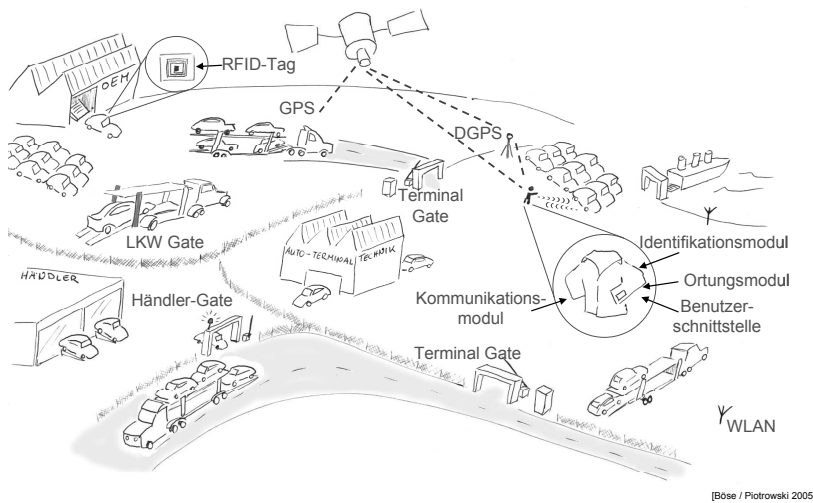 OEM
RFID-Tag
GPS
DGPS
Terminal
Gate
LKW Gate
AUTO-TERMINAL TECHNIK
Identifikationsmodul
Ortungsmodul
Benutzer-
schnittstelle
Kommunikations-
modul
HÄNDLER
Händler-Gate
Terminal Gate
WLAN
[Böse / Piotrowski 2005